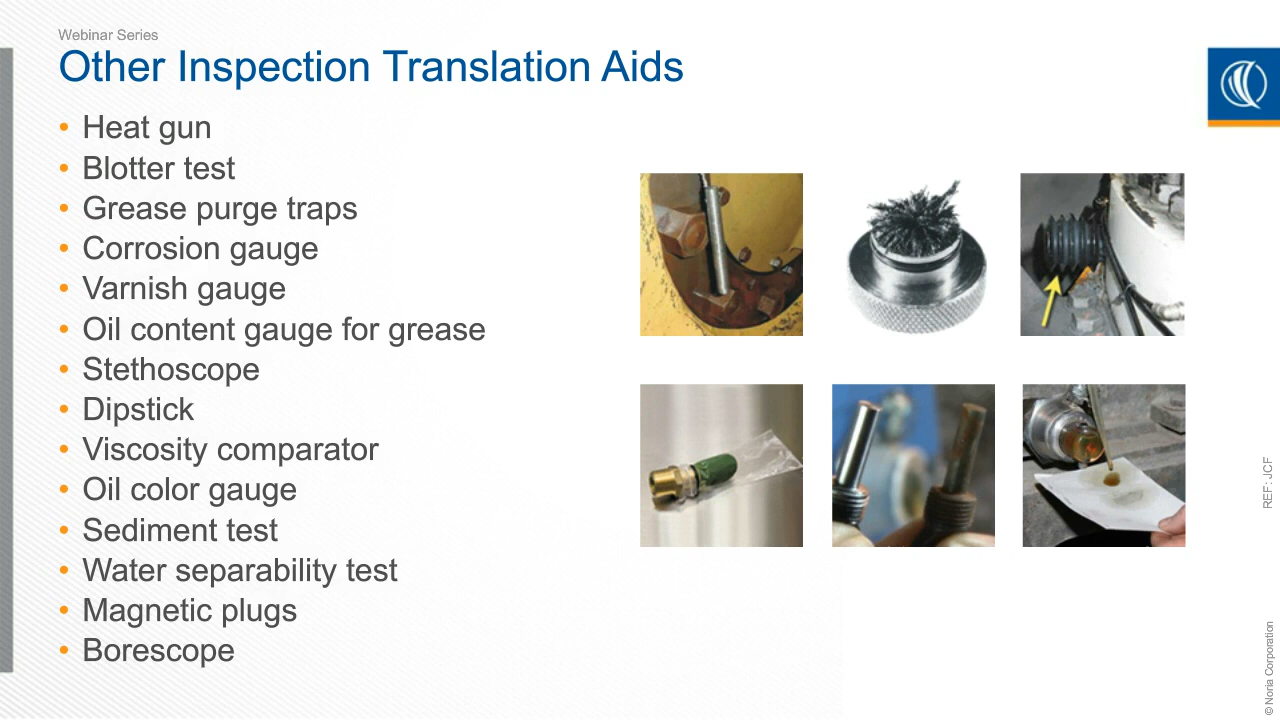 Webinar Series
Other Inspection Translation Aids
• Heat gun
• Blotter test
• Grease purge traps
• Corrosion gauge
• Varnish gauge
• Oil content gauge for grease
• Stethoscope
• Dipstick
• Viscosity comparator
• Oil color gauge
• Sediment test
• Water separability test
• Magnetic plugs
• Borescope
REF: JCF
© Noria Corporation